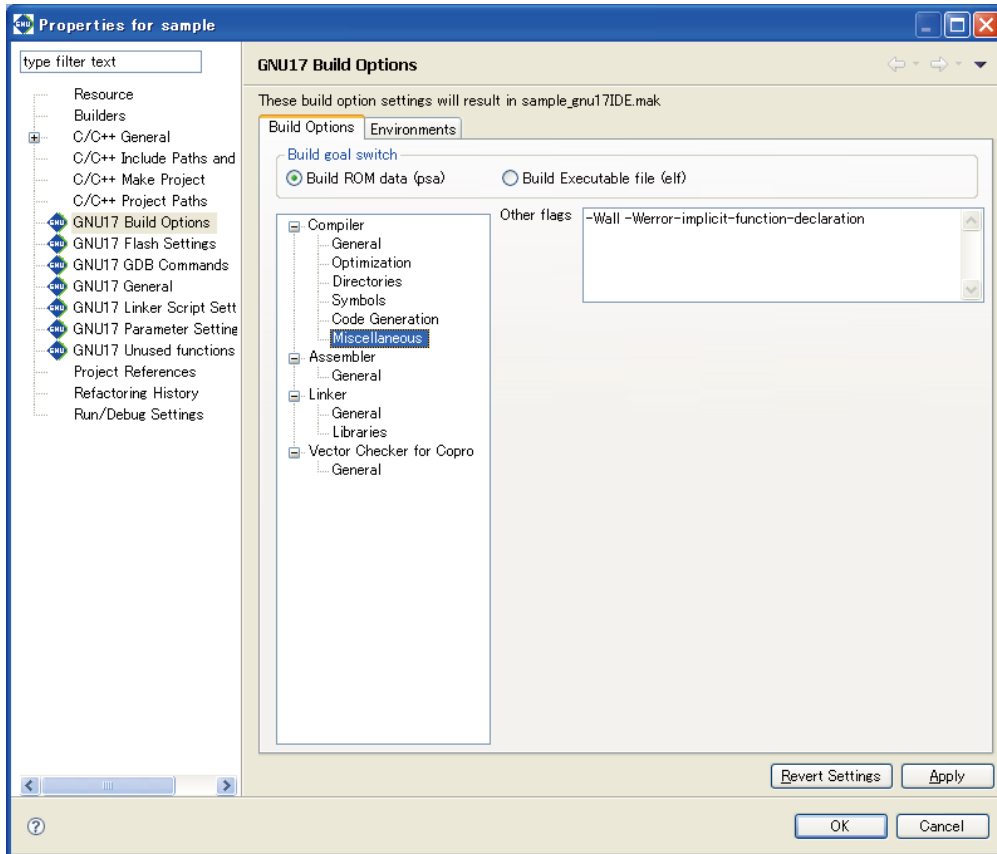 Properties for sample
type filter text
Resource
Builders
C/C++ General
C/C++ Include Paths and
C/C++ Make Project
C/C++ Project Paths
GNU17 Build Options
GNU17 Flash Settings
GNU17 GDB Commands
GNU17 General
GNU17 Linker Script Sett
GNU17 Parameter Setting
GNU17 Unused functions
Project References
Refactoring History
Run/Debug Settings
GNU17 Build Options
These build option settings will result in sample_gnu17IDE.mak
Build Options Environments
Build goal switch
Build ROM data (psa) Build Executable file (elf)
Compiler
General
Optimization
Directories
Symbols
Code Generation
Miscellaneous
Assembler
General
Linker
General
Libraries
Vector Checker for Copro
General
Other flags -Wall -Werror-implicit-function-declaration
Revert Settings Apply
OK Cancel